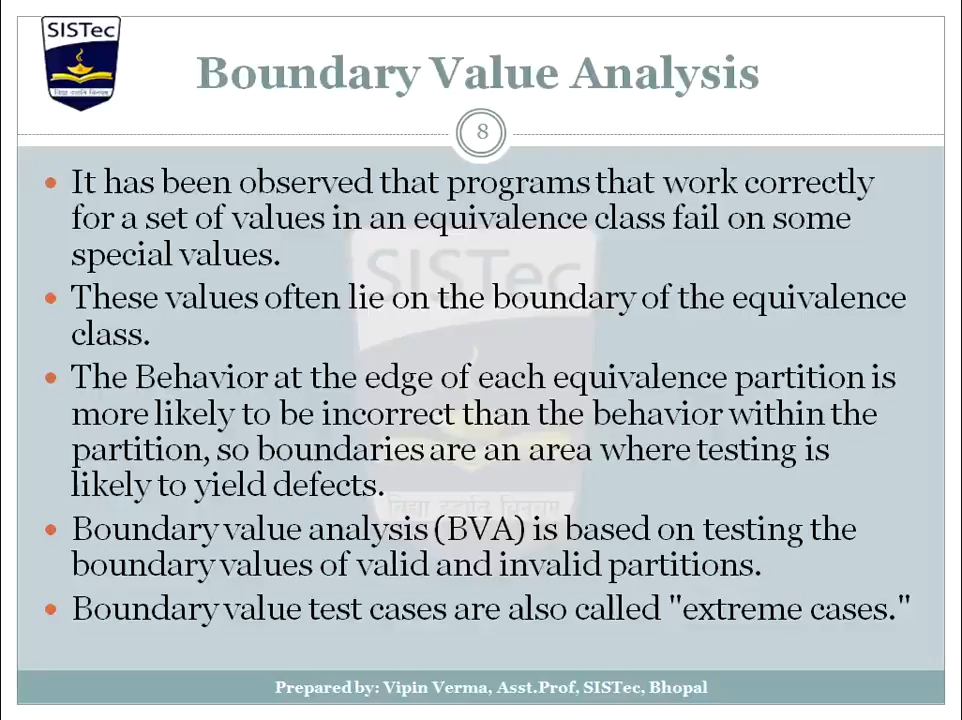 SISTec
विद्या ददाति विनयम्
Boundary Value Analysis
8
• It has been observed that programs that work correctly
for a set of values in an equivalence class fail on some
special values.
• These values often lie on the boundary of the equivalence
class.
• The Behavior at the edge of each equivalence partition is
more likely to be incorrect than the behavior within the
partition, so boundaries are an area where testing is
likely to yield defects.
• Boundary value analysis (BVA) is based on testing the
boundary values of valid and invalid partitions.
• Boundary value test cases are also called "extreme cases."
SISTec
विद्या ददाति विनयम्
Prepared by: Vipin Verma, Asst.Prof, SISTec, Bhopal